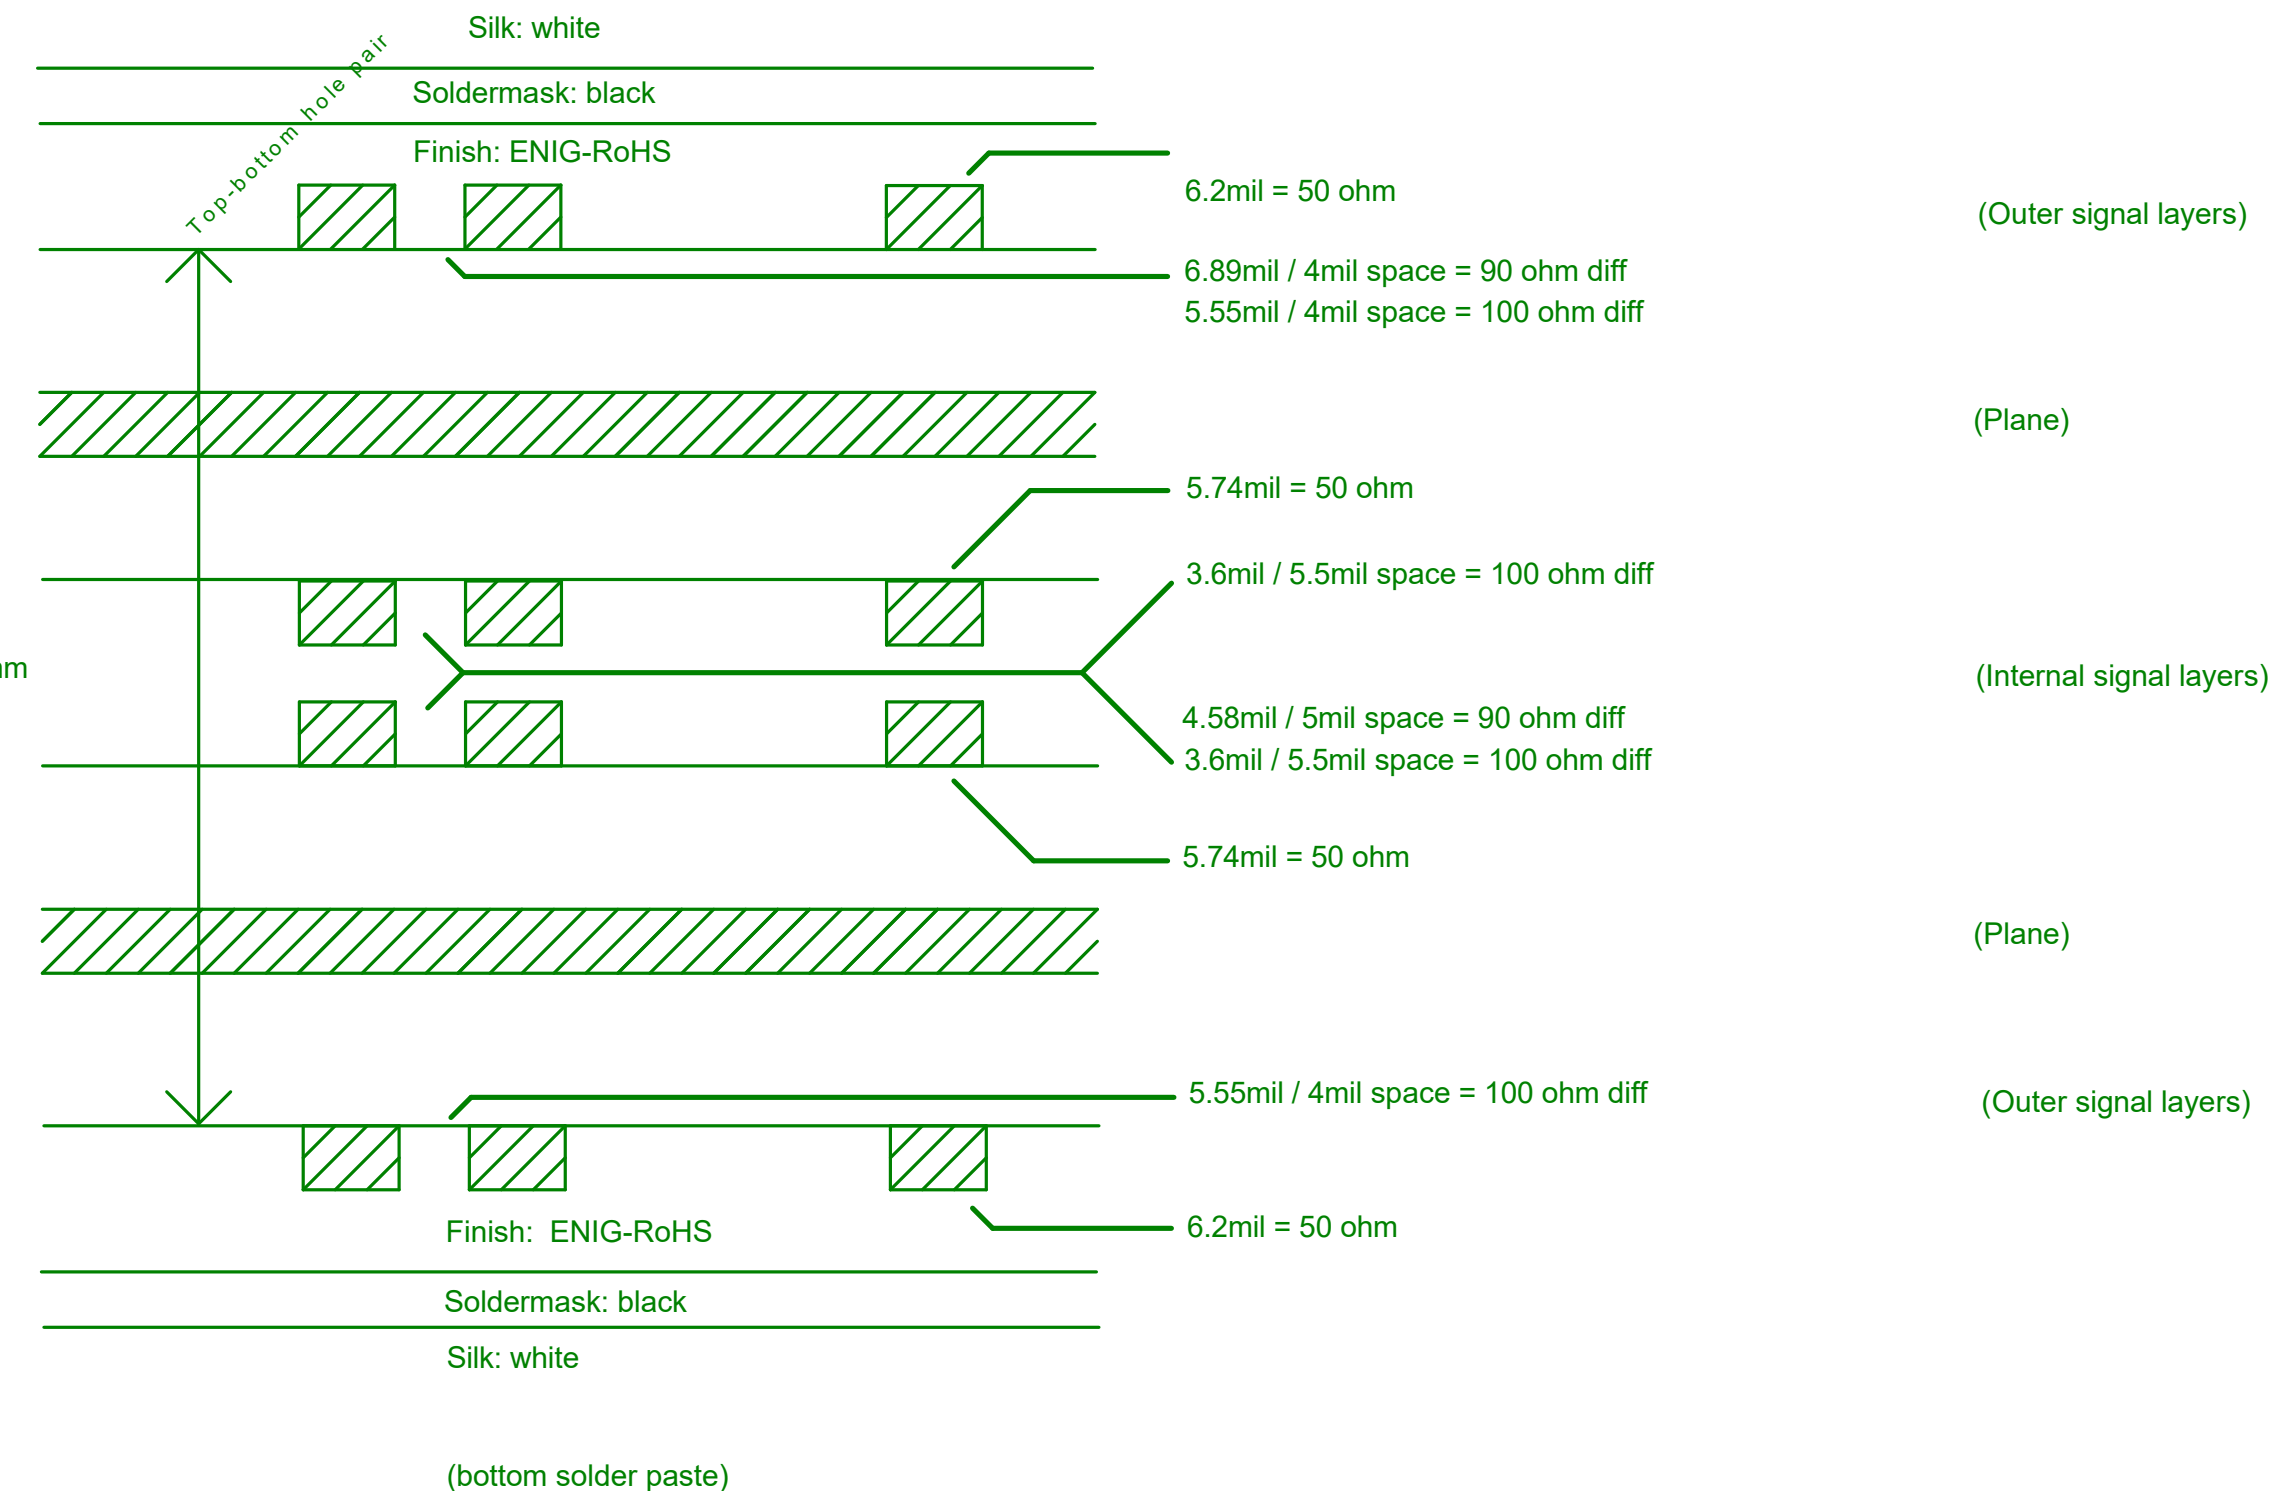 Silk: white
Top-bottom hole pair
Soldermask: black
Finish: ENIG-RoHS
6.2mil = 50 ohm
(Outer signal layers)
6.89mil / 4mil space = 90 ohm diff
5.55mil / 4mil space = 100 ohm diff
(Plane)
5.74mil = 50 ohm
3.6mil / 5.5mil space = 100 ohm diff
(Internal signal layers)
4.58mil / 5mil space = 90 ohm diff
3.6mil / 5.5mil space = 100 ohm diff
5.74mil = 50 ohm
(Plane)
5.55mil / 4mil space = 100 ohm diff
(Outer signal layers)
Finish:  ENIG-RoHS
6.2mil = 50 ohm
Soldermask: black
Silk: white
(bottom solder paste)